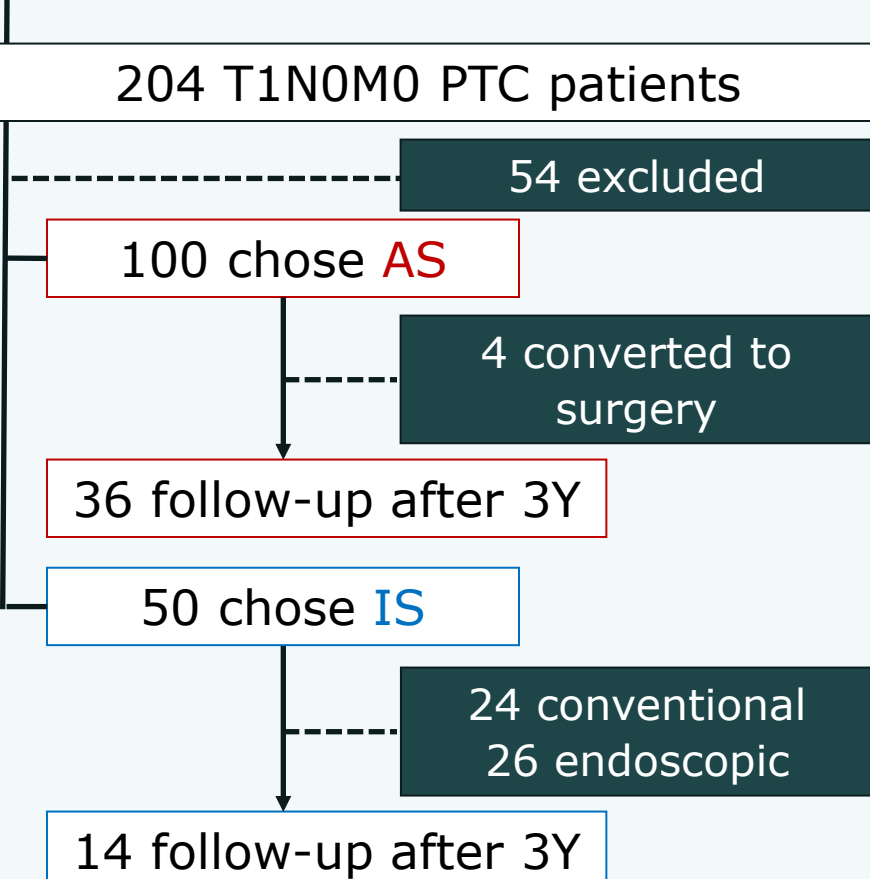 204 T1N0M0 PTC patients
54 excluded
100 chose AS
4 converted to
surgery
36 follow-up after 3Y
50 chose IS
24 conventional
26 endoscopic
14 follow-up after 3Y